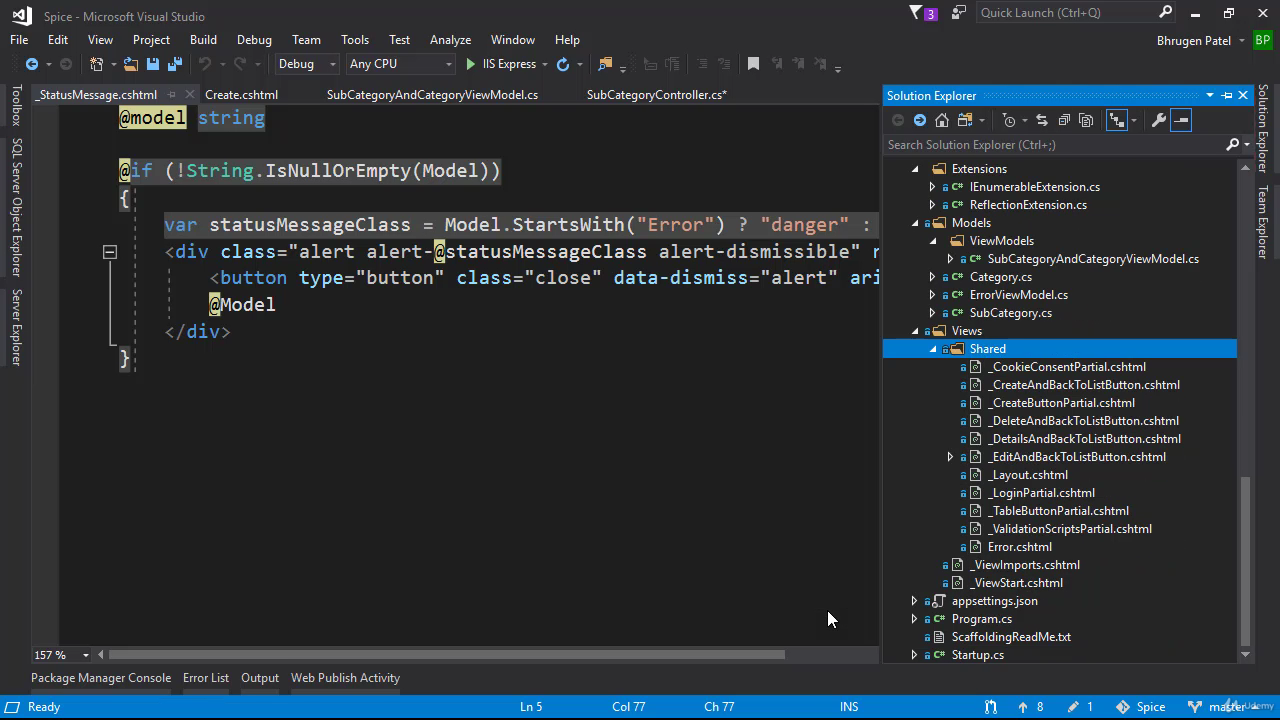 Spice - Microsoft Visual Studio
3
Quick Launch (Ctrl+Q)
File Edit View Project Build Debug Team Tools Test Analyze Window Help
Bhrugen Patel BP
Debug Any CPU IIS Express
_StatusMessage.cshtml Create.cshtml SubCategoryAndCategoryViewModel.cs SubCategoryController.cs*
Toolbox
SQL Server Object Explorer
Server Explorer
@model string
@if (!String.IsNullOrEmpty(Model))
{
var statusMessageClass = Model.StartsWith("Error") ? "danger" :
<div class="alert alert-@statusMessageClass alert-dismissible" r
<button type="button" class="close" data-dismiss="alert" ari
@Model
</div>
}
157 %
Solution Explorer
Search Solution Explorer (Ctrl+;)
Extensions
IEnumerableExtension.cs
ReflectionExtension.cs
Models
ViewModels
SubCategoryAndCategoryViewModel.cs
Category.cs
ErrorViewModel.cs
SubCategory.cs
Views
Shared
_CookieConsentPartial.cshtml
_CreateAndBackToListButton.cshtml
_CreateButtonPartial.cshtml
_DeleteAndBackToListButton.cshtml
_DetailsAndBackToListButton.cshtml
_EditAndBackToListButton.cshtml
_Layout.cshtml
_LoginPartial.cshtml
_TableButtonPartial.cshtml
_ValidationScriptsPartial.cshtml
Error.cshtml
_ViewImports.cshtml
_ViewStart.cshtml
appsettings.json
Program.cs
ScaffoldingReadMe.txt
Startup.cs
Solution Explorer
Team Explorer
Package Manager Console Error List Output Web Publish Activity
Ready Ln 5 Col 77 Ch 77 INS 8 1 Spice master
Udemy